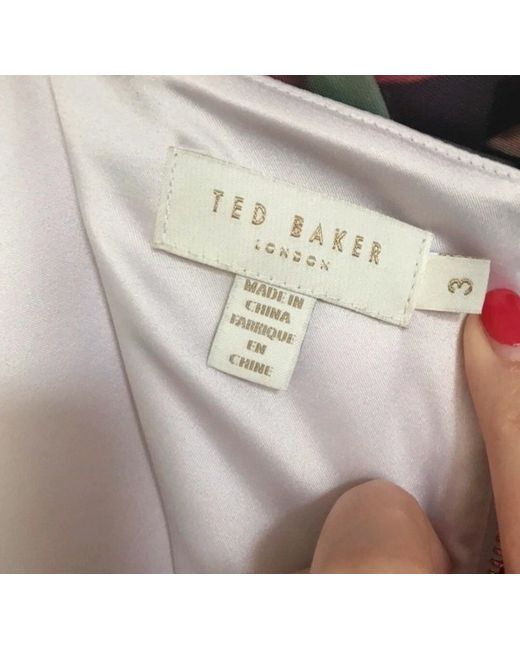 TED BAKER
LONDON
3
MADE IN
CHINA
FABRIQUE
EN
CHINE